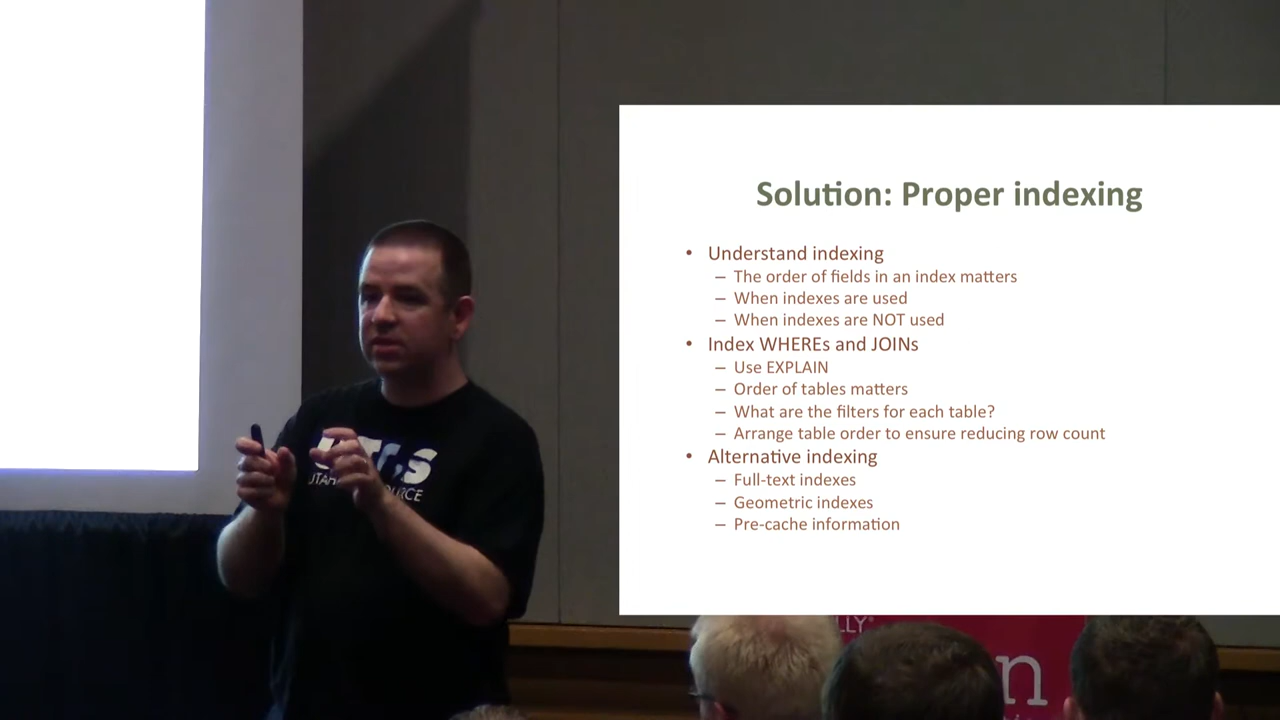 Solution: Proper indexing
• Understand indexing
– The order of fields in an index matters
– When indexes are used
– When indexes are NOT used
• Index WHEREs and JOINs
– Use EXPLAIN
– Order of tables matters
– What are the filters for each table?
– Arrange table order to ensure reducing row count
• Alternative indexing
– Full-text indexes
– Geometric indexes
– Pre-cache information